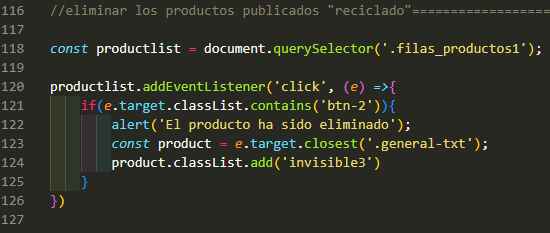 116 //eliminar los productos publicados "reciclado"===================
117
118 const productlist = document.querySelector('.filas_productos1');
119
120 productlist.addEventListener('click', (e) =>{
121 if(e.target.classList.contains('btn-2')){
122 alert('El producto ha sido eliminado');
123 const product = e.target.closest('.general-txt');
124 product.classList.add('invisible3')
125 }
126 })
127